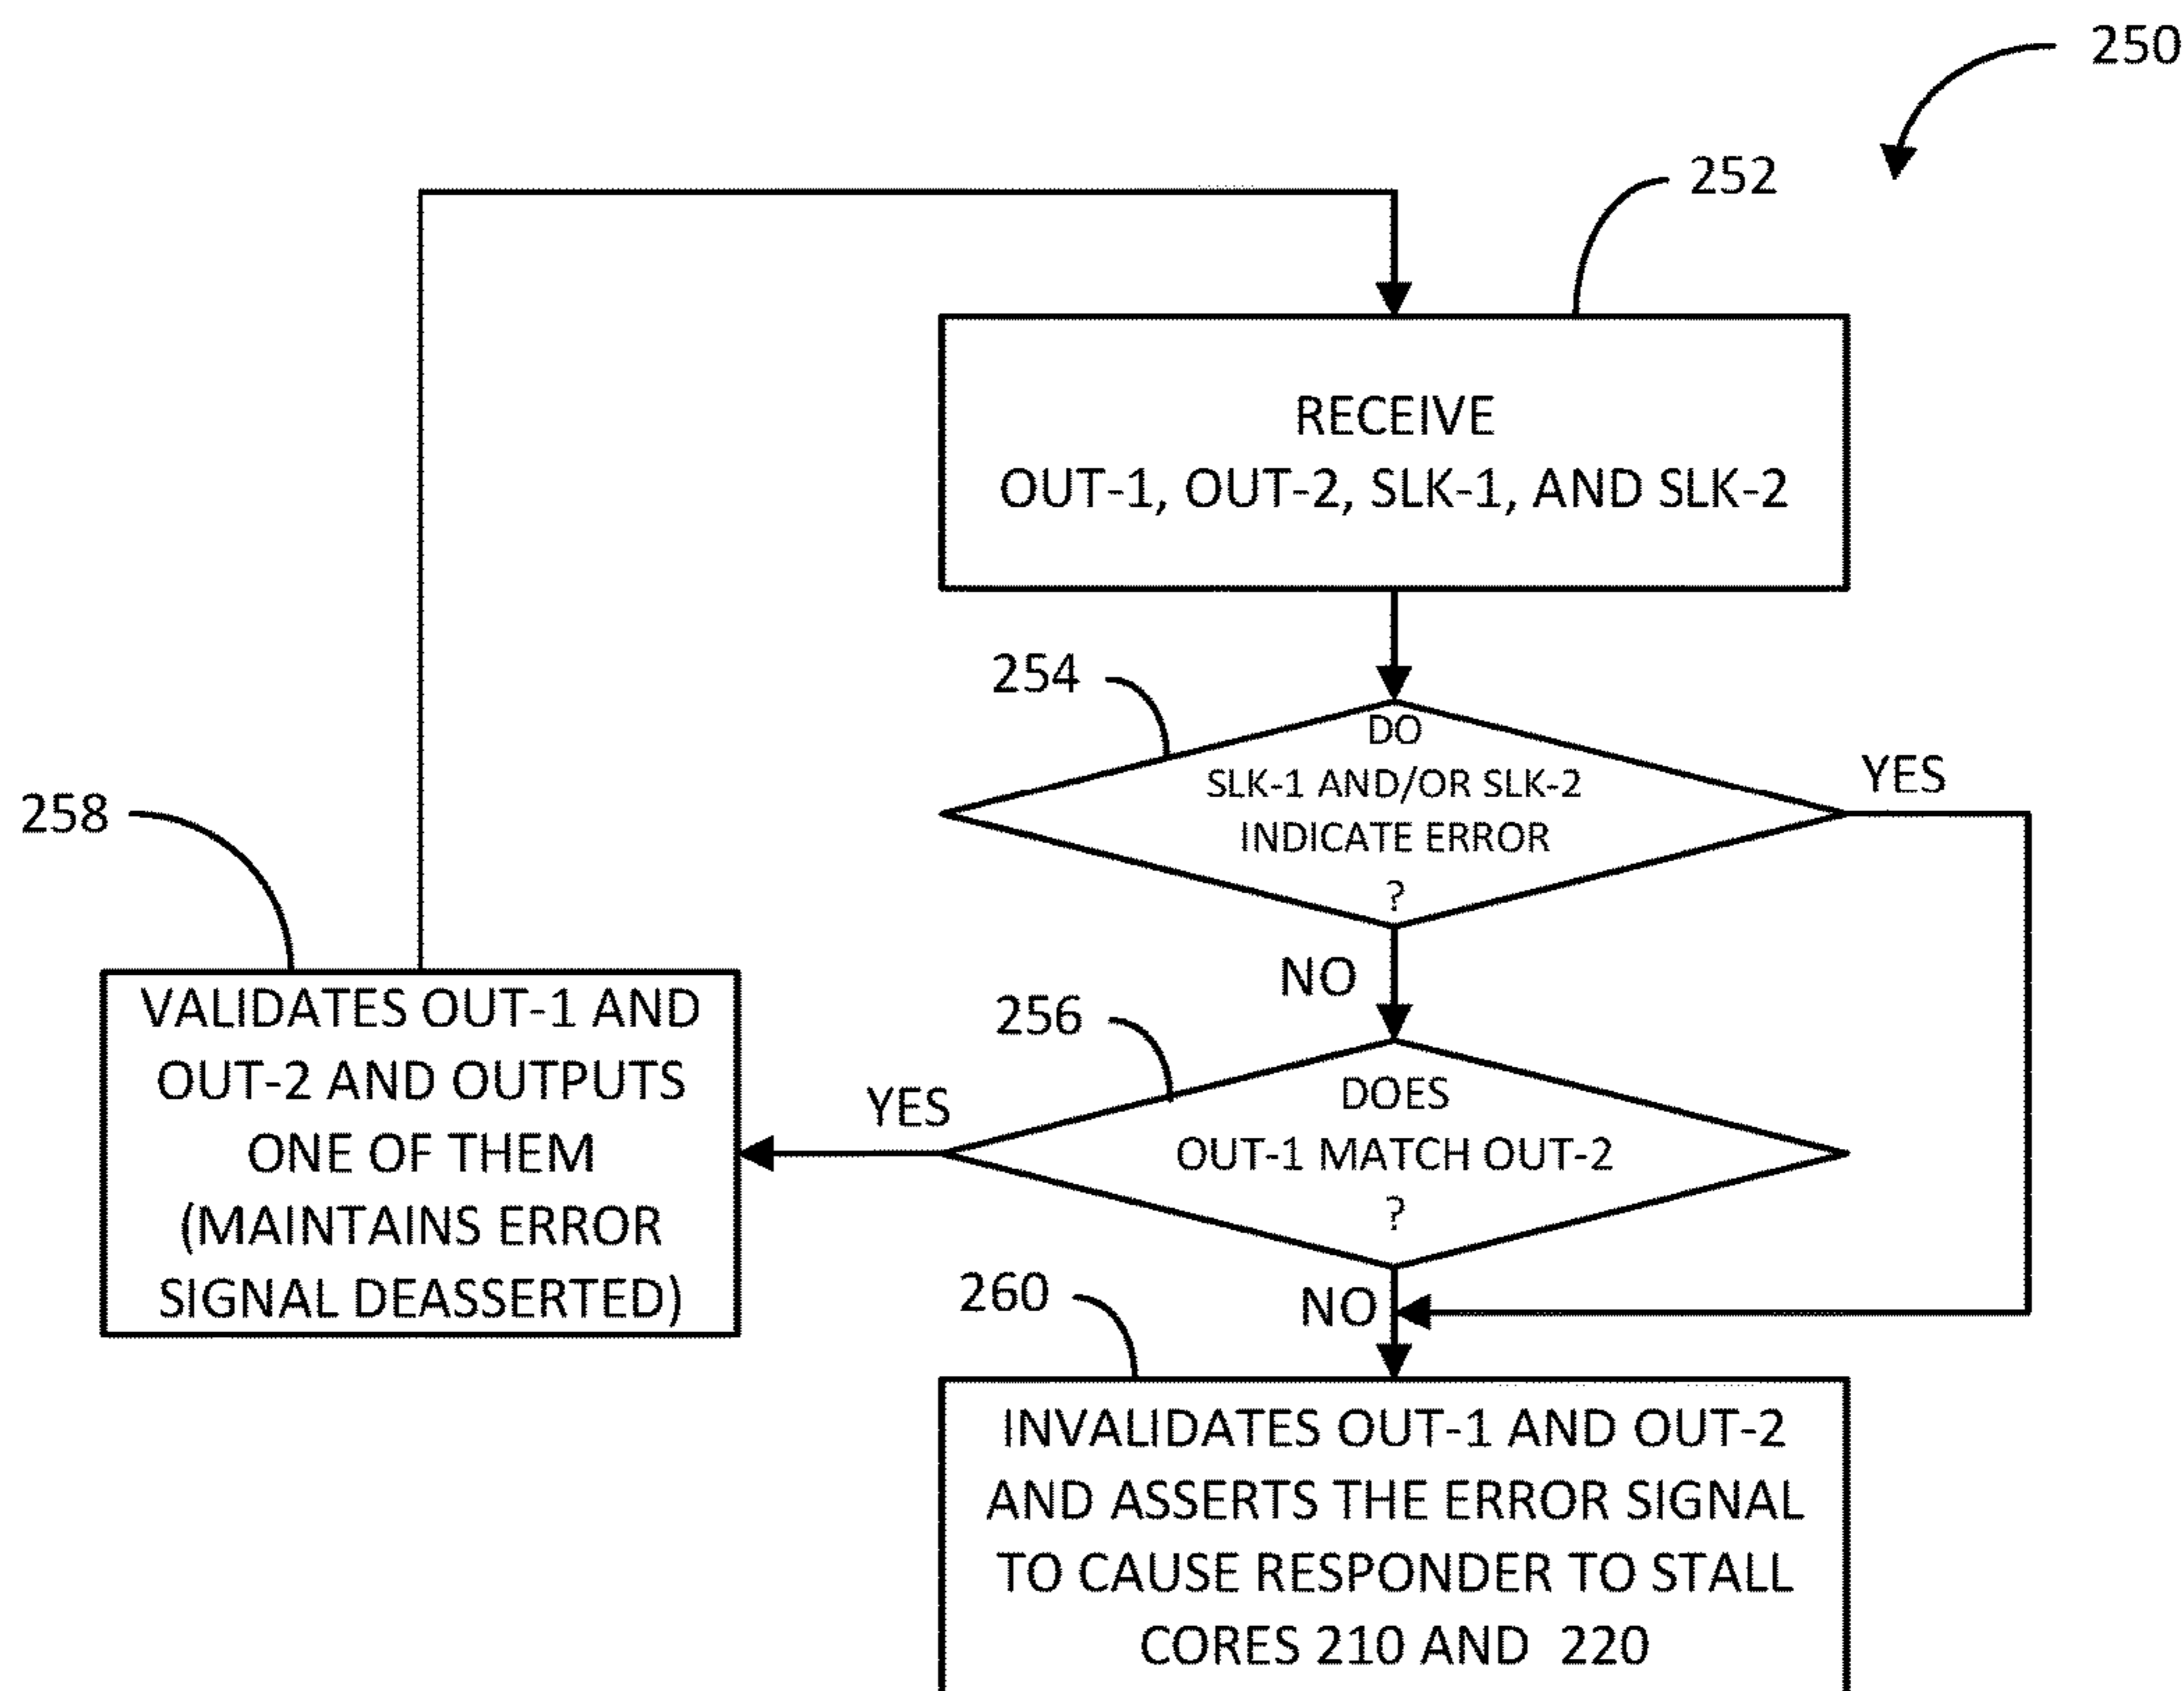 250
252
RECEIVE
OUT-1, OUT-2, SLK-1, AND SLK-2
254
DO
SLK-1 AND/OR SLK-2
INDICATE ERROR
?
YES
NO
258
VALIDATES OUT-1 AND
OUT-2 AND OUTPUTS
ONE OF THEM
(MAINTAINS ERROR
SIGNAL DEASSERTED)
256
YES
DOES
OUT-1 MATCH OUT-2
?
NO
260
INVALIDATES OUT-1 AND OUT-2
AND ASSERTS THE ERROR SIGNAL
TO CAUSE RESPONDER TO STALL
CORES 210 AND 220